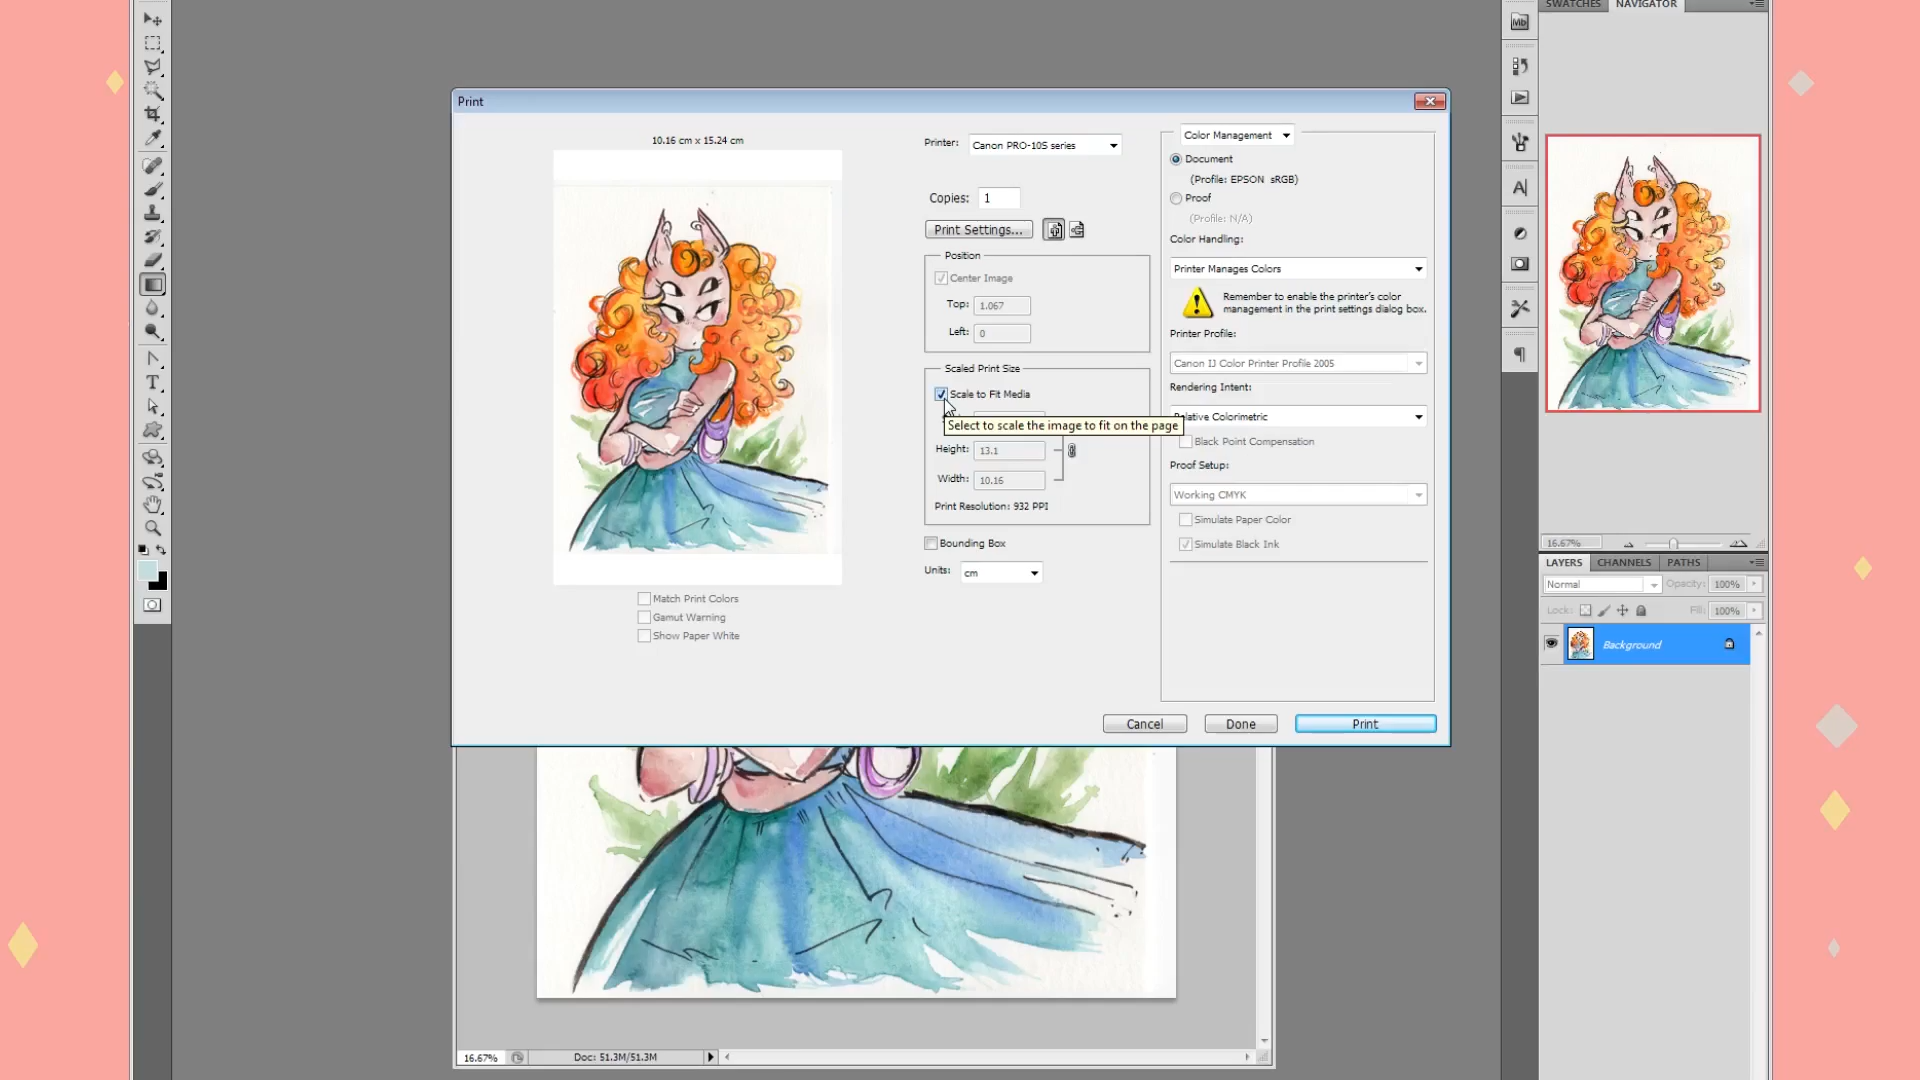 SWATCHES NAVIGATOR
Print
10.16 cm x 15.24 cm
Printer: Canon PRO-10S series
Copies: 1
Print Settings...
Position
Center Image
Top: 1.067
Left: 0
Scaled Print Size
Scale to Fit Media
Select to scale the image to fit on the page
Height: 13.1
Width: 10.16
Print Resolution: 932 PPI
Bounding Box
Units: cm
Match Print Colors
Gamut Warning
Show Paper White
Color Management
Document
(Profile: EPSON sRGB)
Proof
(Profile: N/A)
Color Handling:
Printer Manages Colors
Remember to enable the printer's color
management in the print settings dialog box.
Printer Profile:
Canon IJ Color Printer Profile 2005
Rendering Intent:
elative Colorimetric
Black Point Compensation
Proof Setup:
Working CMYK
Simulate Paper Color
Simulate Black Ink
Cancel Done Print
16.67%
LAYERS CHANNELS PATHS
Normal Opacity: 100%
Lock: Fill: 100%
Background
16.67% Doc: 51.3M/51.3M